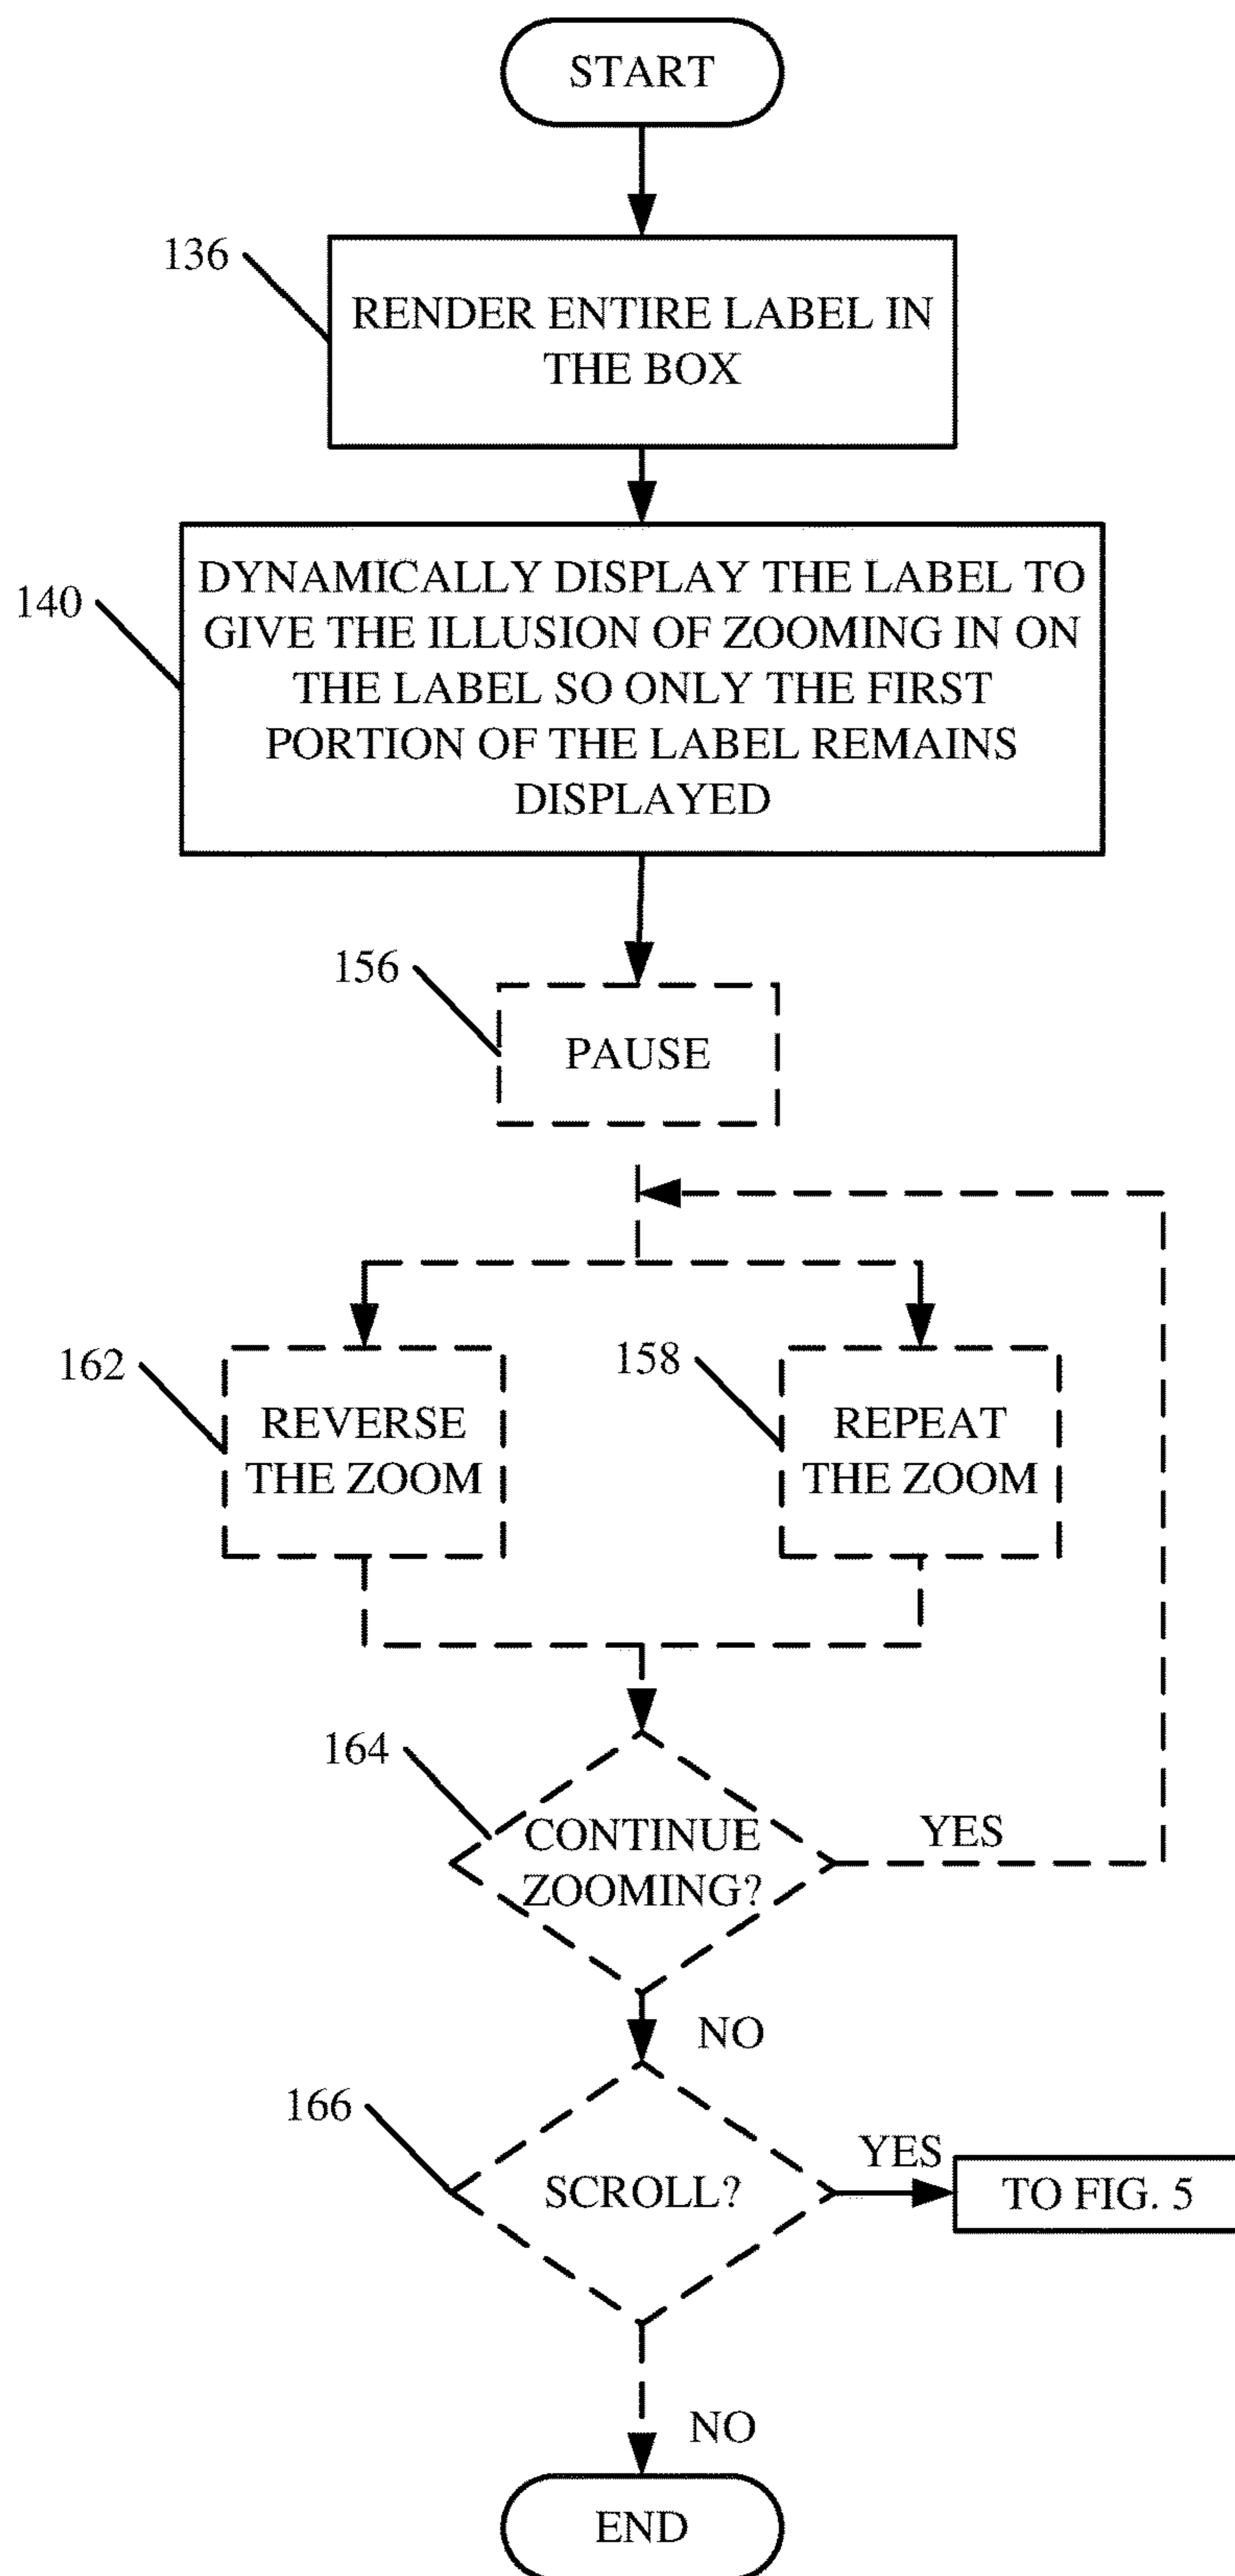 START
136
RENDER ENTIRE LABEL IN
THE BOX
140
DYNAMICALLY DISPLAY THE LABEL TO
GIVE THE ILLUSION OF ZOOMING IN ON
THE LABEL SO ONLY THE FIRST
PORTION OF THE LABEL REMAINS
DISPLAYED
156
PAUSE
162
REVERSE
THE ZOOM
158
REPEAT
THE ZOOM
164
CONTINUE
ZOOMING?
YES
NO
166
SCROLL?
YES
TO FIG. 5
NO
END